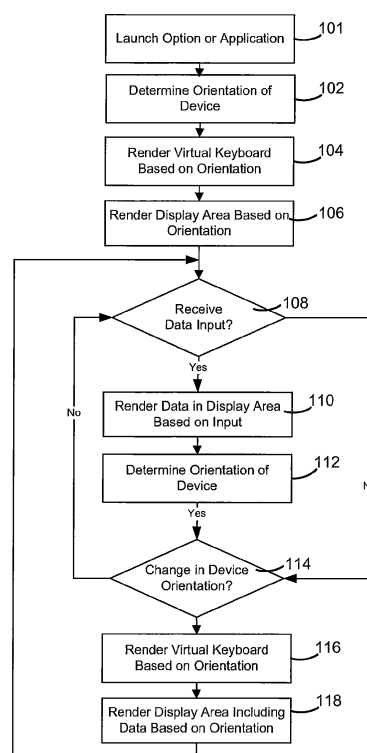 Launch Option or Application
101
Determine Orientation of
Device
102
Render Virtual Keyboard
Based on Orientation
104
Render Display Area Based on
Orientation
106
Receive
Data Input?
108
Yes
No
Render Data in Display Area
Based on Input
110
Determine Orientation of
Device
112
Yes
Change in Device
Orientation?
114
Render Virtual Keyboard
Based on Orientation
116
Render Display Area Including
Data Based on Orientation
118